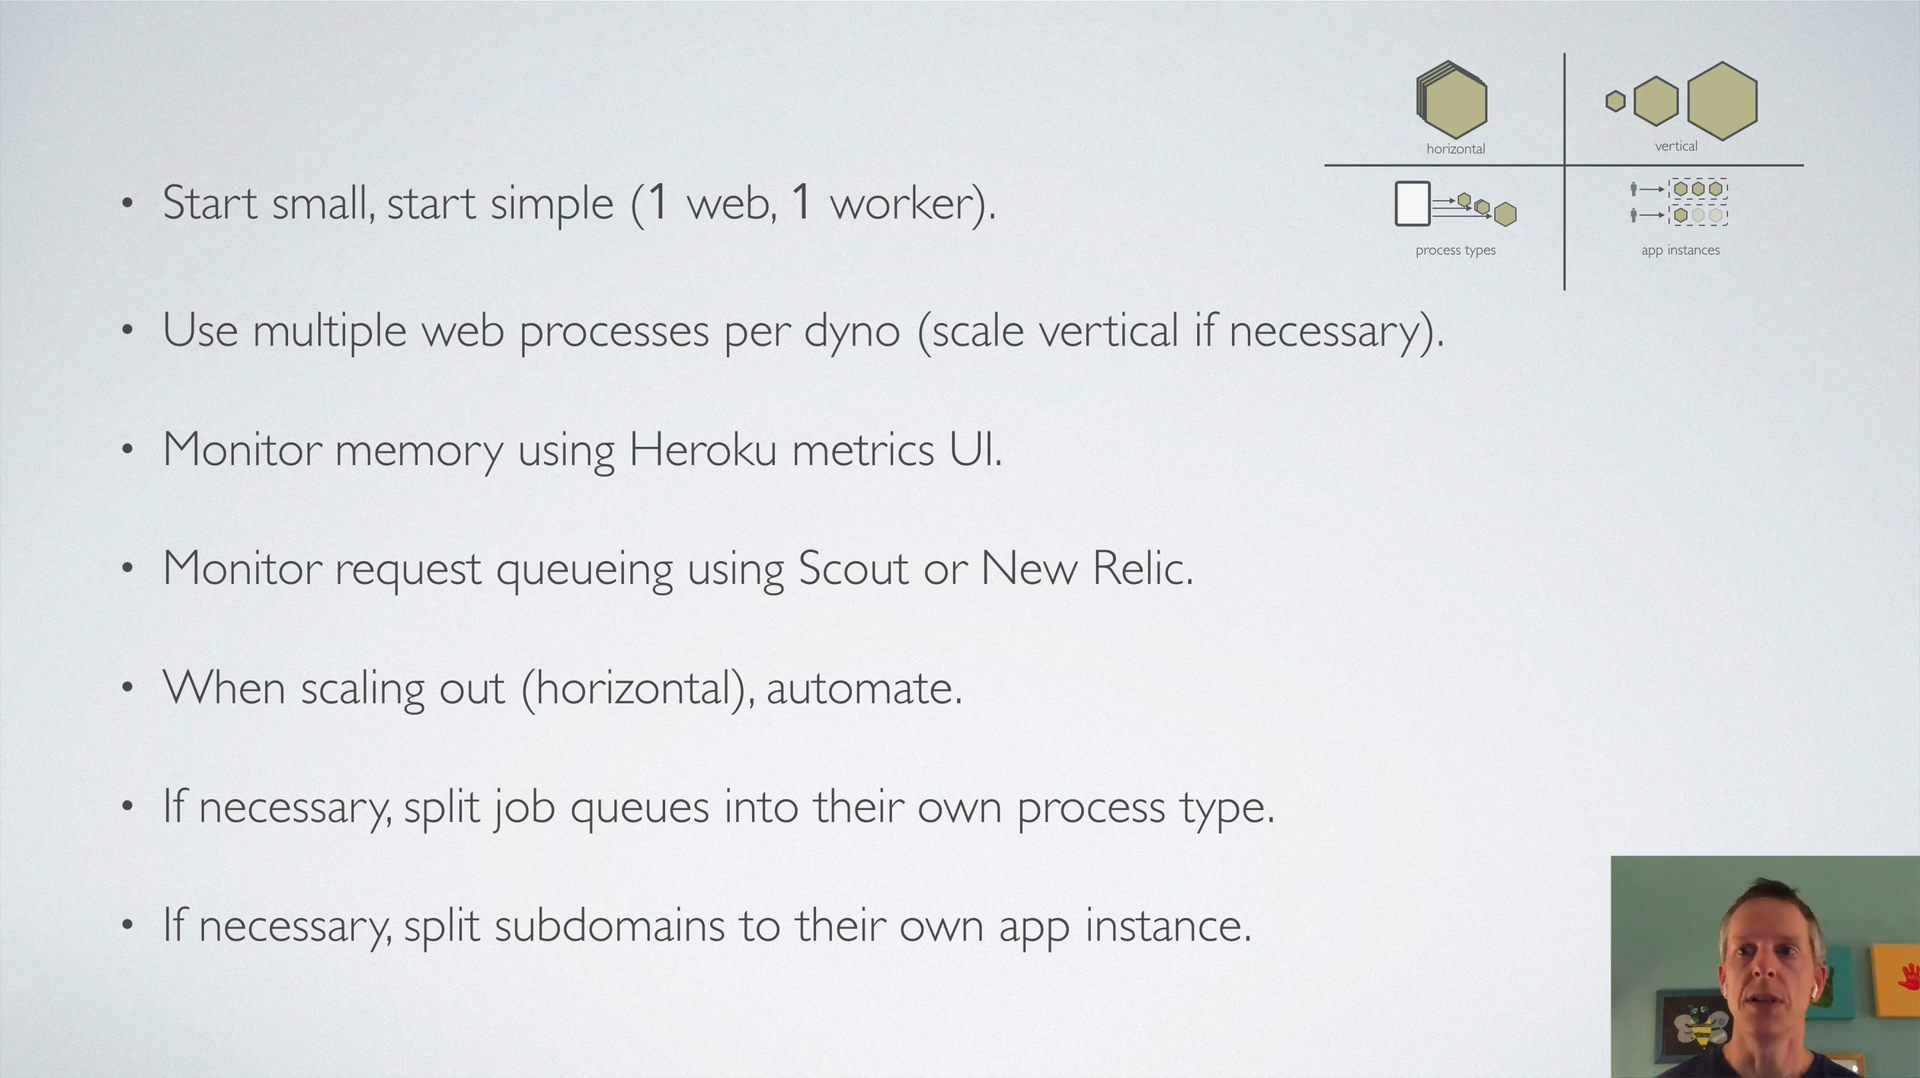 horizontal
vertical
process types
app instances
• Start small, start simple (1 web, 1 worker).
• Use multiple web processes per dyno (scale vertical if necessary).
• Monitor memory using Heroku metrics UI.
• Monitor request queueing using Scout or New Relic.
• When scaling out (horizontal), automate.
• If necessary, split job queues into their own process type.
• If necessary, split subdomains to their own app instance.